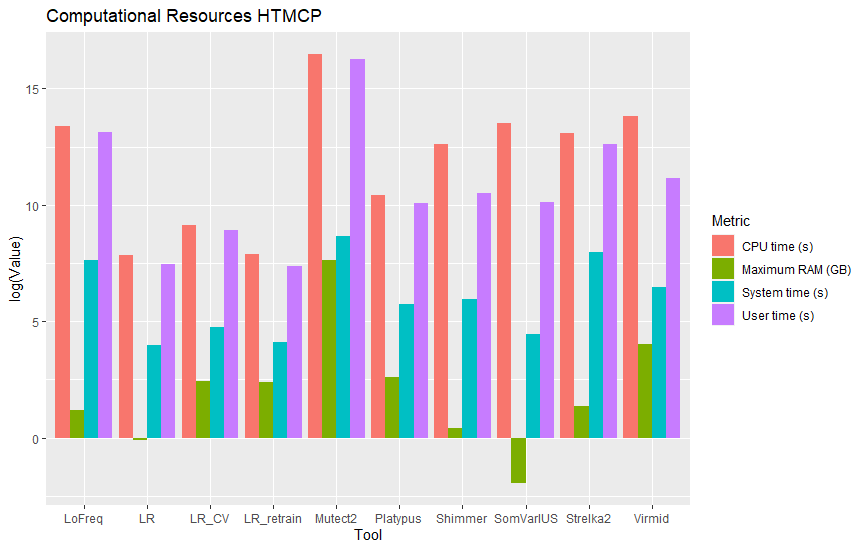 Computational Resources HTMCP
log(Value)
15
10
5
0
LoFreq LR LR_CV LR_retrain Mutect2 Platypus Shimmer SomVarIUS Strelka2 Virmid
Tool
Metric
CPU time (s)
Maximum RAM (GB)
System time (s)
User time (s)